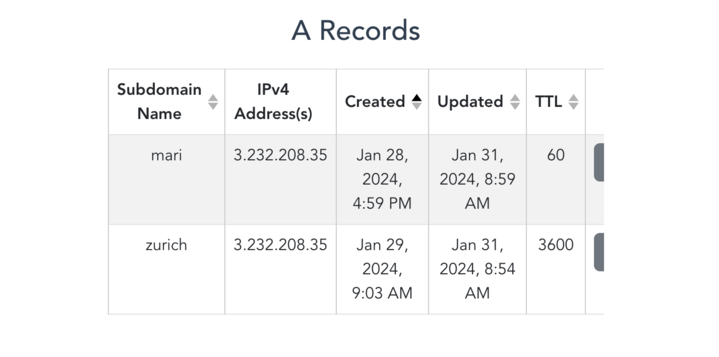 A Records
Subdomain Name IPv4 Address(s) Created Updated TTL
mari 3.232.208.35 Jan 28, 2024, 4:59 PM Jan 31, 2024, 8:59 AM 60
zurich 3.232.208.35 Jan 29, 2024, 9:03 AM Jan 31, 2024, 8:54 AM 3600